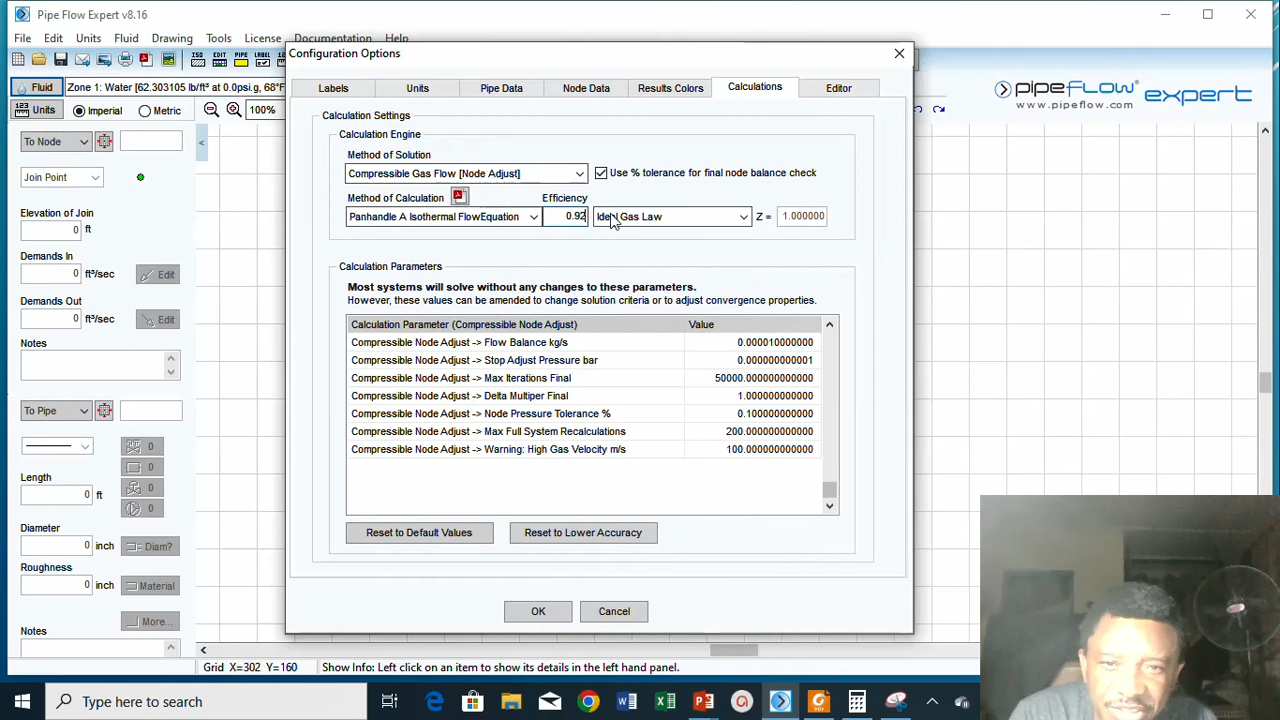 Pipe Flow Expert v8.16
File Edit Units Fluid Drawing Tools License Documentation Help
Configuration Options
Labels Units Pipe Data Node Data Results Colors Calculations Editor
Fluid Zone 1: Water [62.303105 lb/ft³ at 0.0psi.g, 68°F
Units Imperial Metric 100%
pipeFLOW expert
www.pipeflow.com
To Node
Join Point
Elevation of Join
0 ft
Demands In
0 ft³/sec Edit
Demands Out
0 ft³/sec Edit
Notes
To Pipe
0
0
Length
0 ft
0
0
Diameter
0 inch Diam?
Roughness
0 inch Material
More...
Notes
Calculation Settings
Calculation Engine
Method of Solution
Compressible Gas Flow [Node Adjust] Use % tolerance for final node balance check
Method of Calculation Efficiency
Panhandle A Isothermal FlowEquation 0.92 Ideal Gas Law Z = 1.000000
Calculation Parameters
Most systems will solve without any changes to these parameters.
However, these values can be amended to change solution criteria or to adjust convergence properties.
Calculation Parameter (Compressible Node Adjust) Value
Compressible Node Adjust -> Flow Balance kg/s 0.000010000000
Compressible Node Adjust -> Stop Adjust Pressure bar 0.000000000001
Compressible Node Adjust -> Max Iterations Final 50000.000000000000
Compressible Node Adjust -> Delta Multiper Final 1.000000000000
Compressible Node Adjust -> Node Pressure Tolerance % 0.100000000000
Compressible Node Adjust -> Max Full System Recalculations 200.000000000000
Compressible Node Adjust -> Warning: High Gas Velocity m/s 100.000000000000
Reset to Default Values Reset to Lower Accuracy
OK Cancel
Grid X=302 Y=160 Show Info: Left click on an item to show its details in the left hand panel.
Type here to search